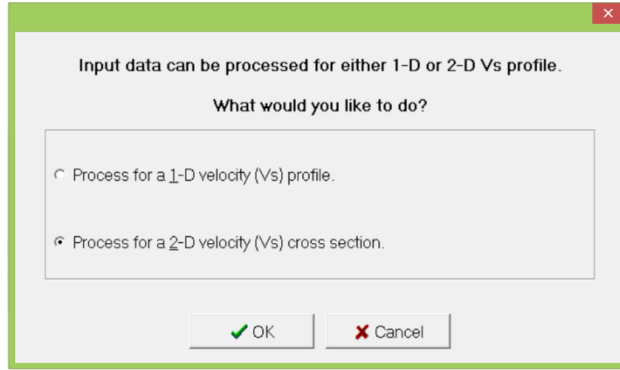 Input data can be processed for either 1-D or 2-D Vs profile.
What would you like to do?
Process for a 1-D velocity (Vs) profile.
Process for a 2-D velocity (Vs) cross section.
OK
Cancel